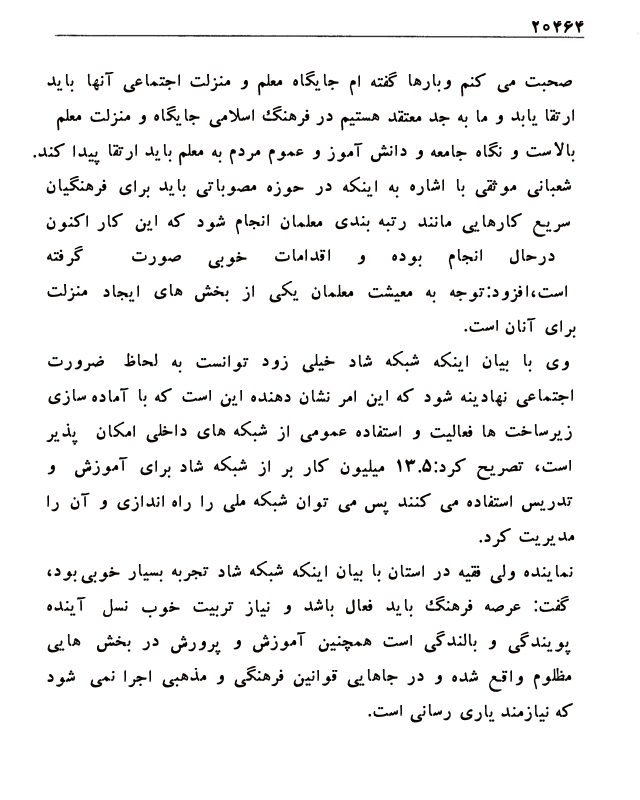 ۲۰۴۶۴
صحبت می کنم وبارها گفته ام جایگاه معلم و منزلت اجتماعی آنها باید
ارتقا یابد و ما به جد معتقد هستیم در فرهنگ اسلامی جایگاه و منزلت معلم
بالاست و نگاه جامعه و دانش آموز و عموم مردم به معلم باید ارتقا پیدا کند.
شعبانی موثقی با اشاره به اینکه در حوزه مصوباتی باید برای فرهنگیان
سریع کارهایی مانند رتبه بندی معلمان انجام شود که این کار اکنون
درحال انجام بوده و اقدامات خوبی صورت گرفته
است،افزود:توجه به معیشت معلمان یکی از بخش های ایجاد منزلت
برای آنان است.
وی با بیان اینکه شبکه شاد خیلی زود توانست به لحاظ ضرورت
اجتماعی نهادینه شود که این امر نشان دهنده این است که با آماده سازی
زیرساخت ها فعالیت و استفاده عمومی از شبکه های داخلی امکان پذیر
است، تصریح کرد:۱۳.۵ میلیون کار بر از شبکه شاد برای آموزش و
تدریس استفاده می کنند پس می توان شبکه ملی را راه اندازی و آن را
مدیریت کرد.
نماینده ولی فقیه در استان با بیان اینکه شبکه شاد تجربه بسیار خوبی بود،
گفت: عرصه فرهنگ باید فعال باشد و نیاز تربیت خوب نسل آینده
پویندگی و بالندگی است همچنین آموزش و پرورش در بخش هایی
مظلوم واقع شده و در جاهایی قوانین فرهنگی و مذهبی اجرا نمی شود
که نیازمند یاری رسانی است.